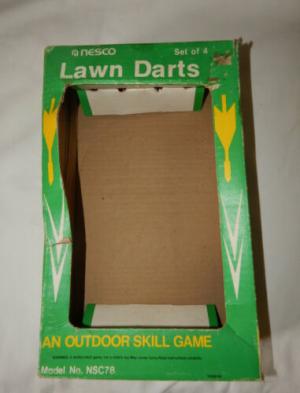 nesco Set of 4
Lawn Darts
AN OUTDOOR SKILL GAME
Model No. NSC78